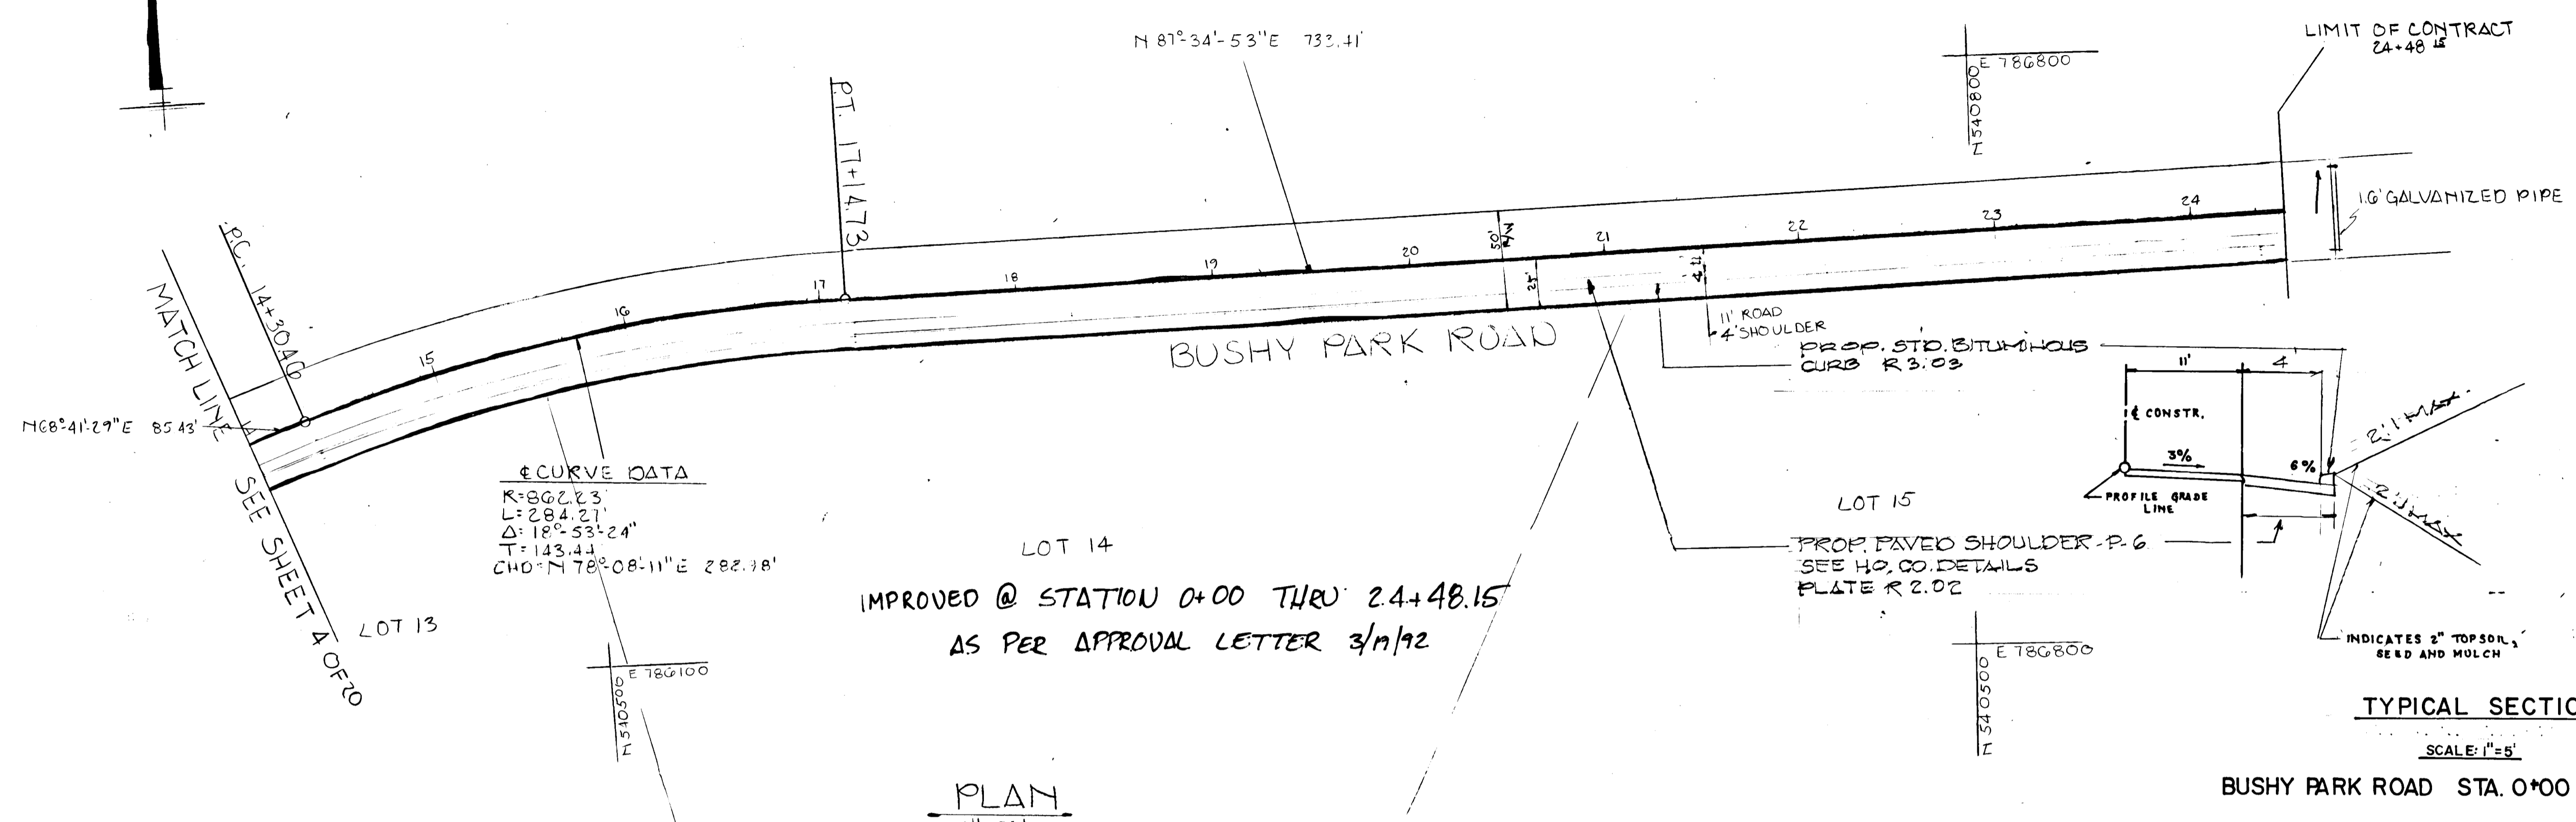 N 87°-34'-53"E 733.41'
LIMIT OF CONTRACT
24+48 15
E 786800
N 540800
P.T. 17+14.73
P.C. 14+30.46
MATCH LINE SEE SHEET 4 OF 20
N68°41'-29"E 85.43'
15
16
17
18
19
20
21
22
23
24
50' R/W
25'
4' 11'
1.6' GALVANIZED PIPE
BUSHY PARK ROAD
11' ROAD
4' SHOULDER
PROP. STD. BITUMINOUS
CURB R 3.03
11'
4'
₵ CONSTR.
3%
6%
2:1 MAX.
2:1 MAX
PROFILE GRADE
LINE
₵ CURVE DATA
R=862.23'
L=284.27'
Δ=18°-53'-24"
T=143.44'
CHD=N 78°-08'-11"E 282.98'
LOT 13
LOT 14
LOT 15
IMPROVED @ STATION 0+00 THRU 24+48.15
AS PER APPROVAL LETTER 3/19/92
PROP. PAVED SHOULDER-P-6
SEE HO. CO. DETAILS
PLATE R 2.02
INDICATES 2" TOPSOIL,
SEED AND MULCH
E 786100
N 540500
E 786800
N 540500
TYPICAL SECTIO
SCALE: 1"=5'
BUSHY PARK ROAD STA. 0+00
PLAN